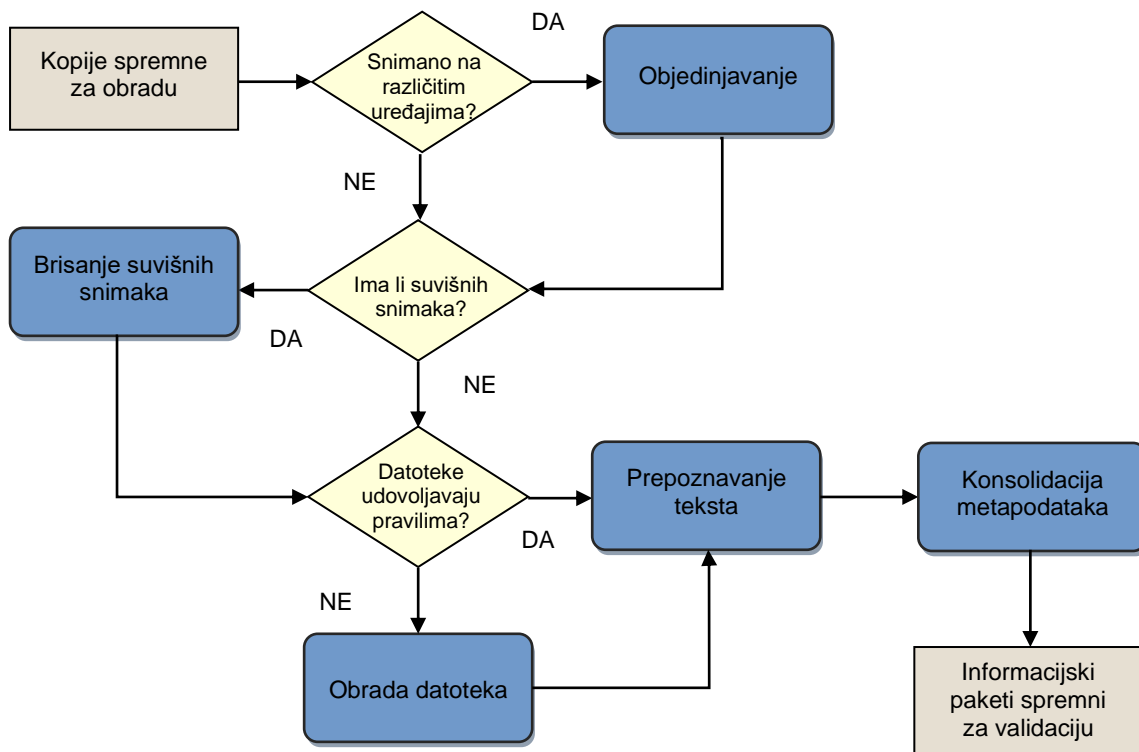 Kopije spremne
za obradu
Snimano na
različitim
uređajima?
DA
Objedinjavanje
NE
Brisanje suvišnih
snimaka
Ima li suvišnih
snimaka?
DA
NE
Datoteke
udovoljavaju
pravilima?
DA
Prepoznavanje
teksta
Konsolidacija
metapodataka
NE
Obrada datoteka
Informacijski
paketi spremni
za validaciju